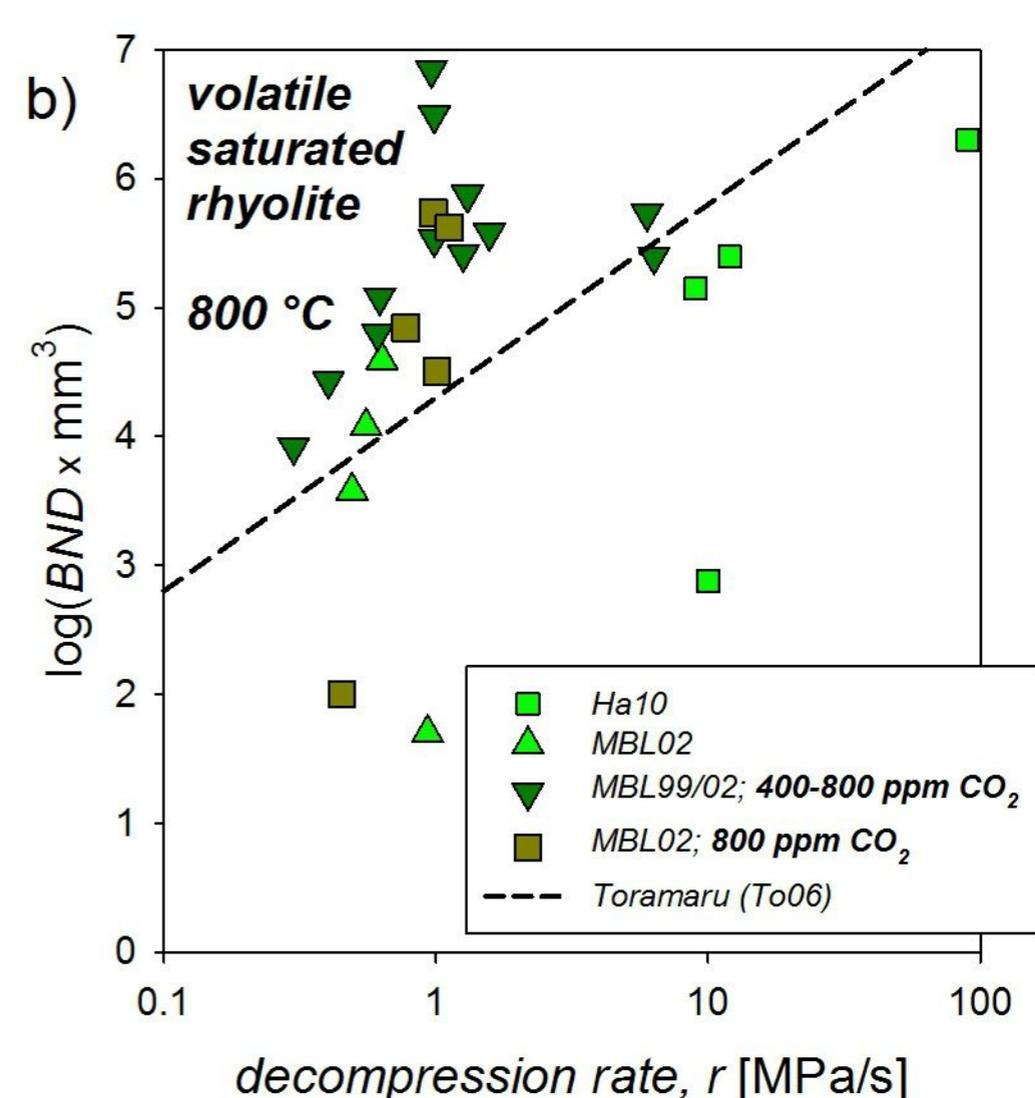 b)
volatile
saturated
rhyolite
800 °C
log(BND x mm³)
7
6
5
4
3
2
1
0
0.1
1
10
100
decompression rate, r [MPa/s]
Ha10
MBL02
MBL99/02; 400-800 ppm CO₂
MBL02; 800 ppm CO₂
Toramaru (To06)